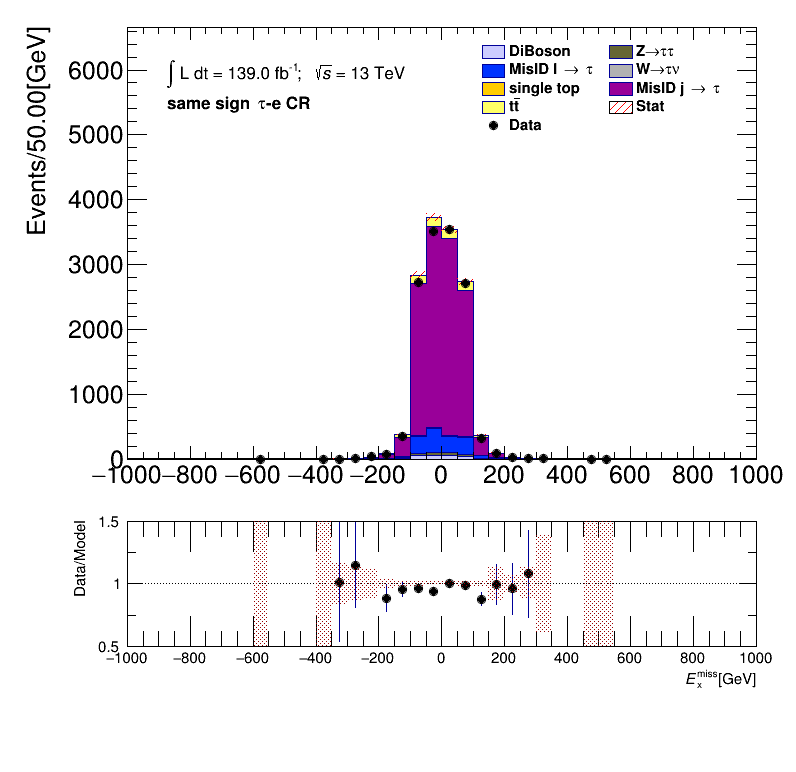 Events/50.00[GeV]
6000
5000
4000
3000
2000
1000
0
∫ L dt = 139.0 fb⁻¹; √s = 13 TeV
same sign τ-e CR
DiBoson
MisID l → τ
single top
tt̄
Data
Z→ττ
W→τν
MisID j → τ
Stat
−1000 −800 −600 −400 −200 0 200 400 600 800 1000
Data/Model
1.5
1
0.5
−1000 −800 −600 −400 −200 0 200 400 600 800 1000
E_x^miss[GeV]